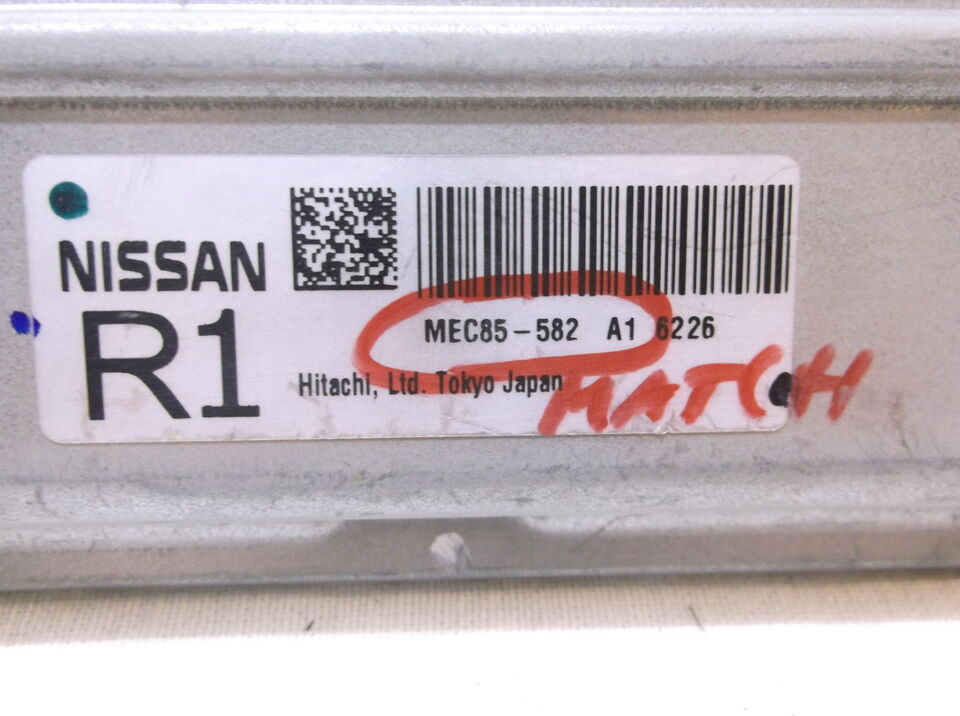 NISSAN
R1
MEC85-582 A1 6226
Hitachi, Ltd. Tokyo Japan
MATCH